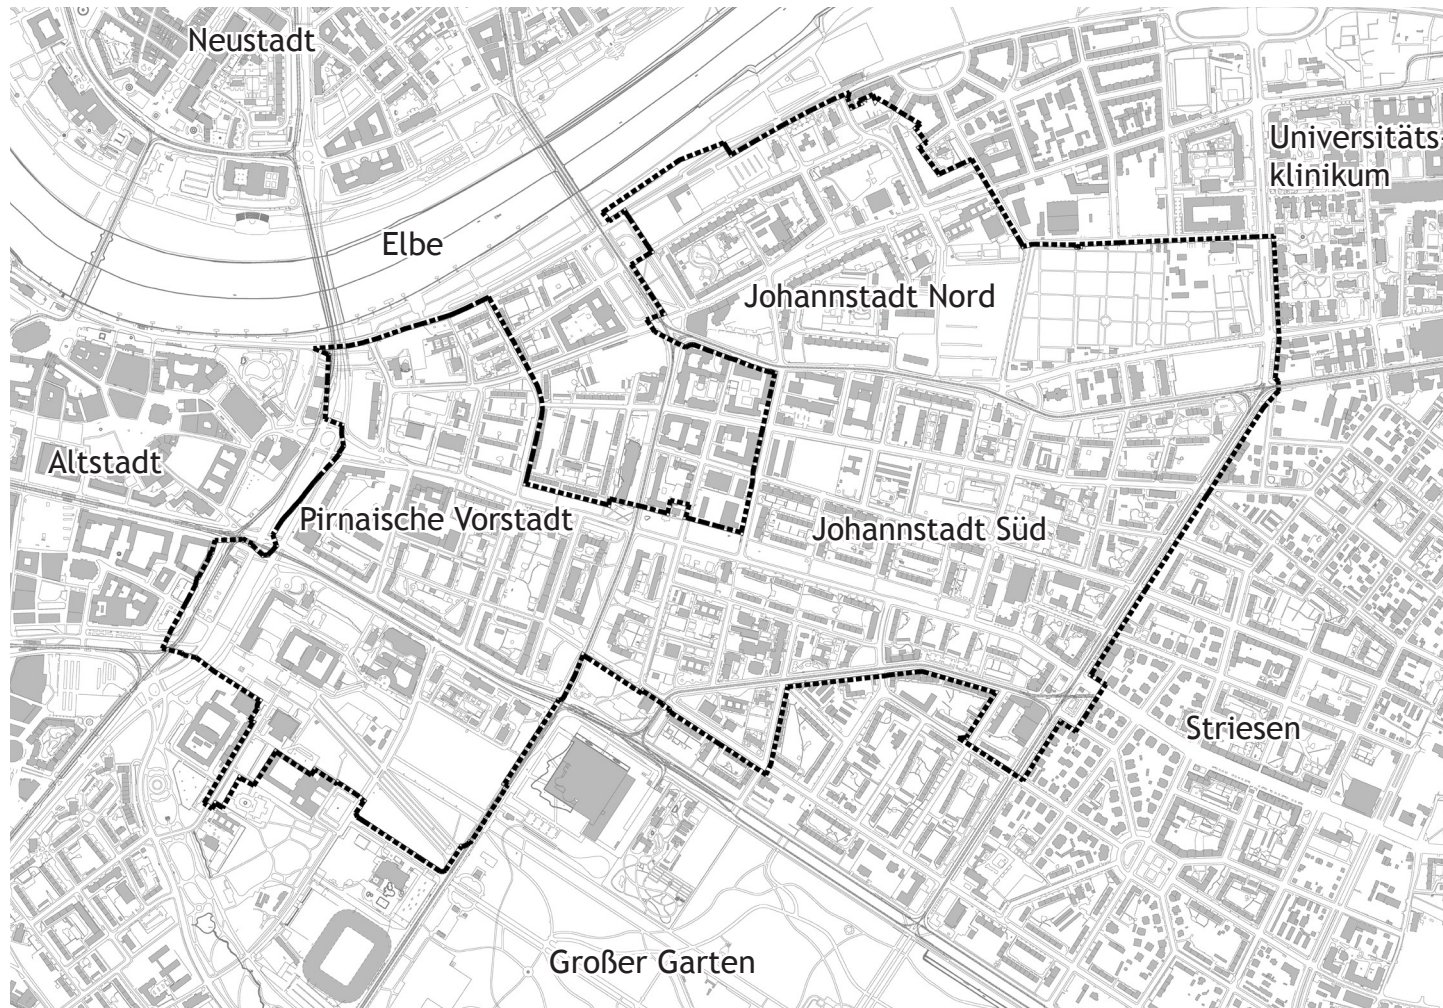 Neustadt
Universitäts
klinikum
Elbe
Johannstadt Nord
Altstadt
Pirnaische Vorstadt
Johannstadt Süd
Striesen
Großer Garten